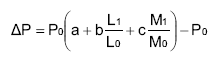 ΔP = P₀(a + b L₁/L₀ + c M₁/M₀) – P₀